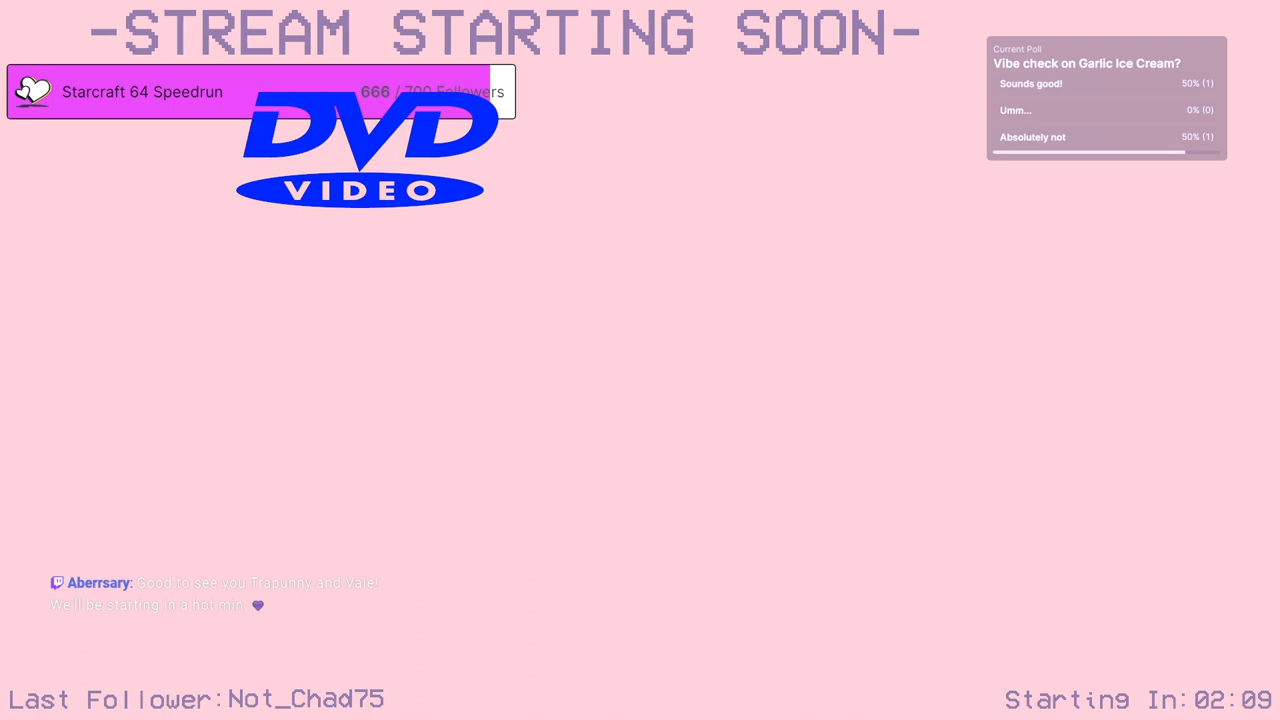 -STREAM STARTING SOON-
Current Poll
Vibe check on Garlic Ice Cream?
Sounds good! 50% (1)
Umm... 0% (0)
Absolutely not 50% (1)
Starcraft 64 Speedrun 666 / 700 Followers
DVD
VIDEO
Aberrsary: Good to see you Trapunny and Vale!
We'll be starting in a hot min
Last Follower:Not_Chad75
Starting In:02:09